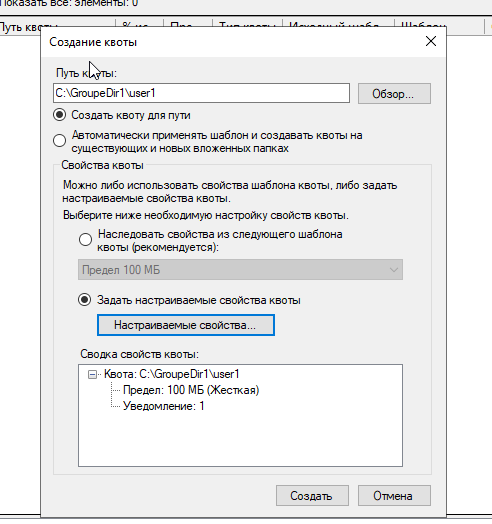 Показать все: элементы: 0
Путь квоты
% ис...
Пре...
Тип квоты
Исходный шабл...
Шаблон
Создание квоты
Путь квоты:
C:\GroupeDir1\user1
Обзор...
Создать квоту для пути
Автоматически применять шаблон и создавать квоты на
существующих и новых вложенных папках
Свойства квоты
Можно либо использовать свойства шаблона квоты, либо задать
настраиваемые свойства квоты.
Выберите ниже необходимую настройку свойств квоты.
Наследовать свойства из следующего шаблона
квоты (рекомендуется):
Предел 100 МБ
Задать настраиваемые свойства квоты
Настраиваемые свойства...
Сводка свойств квоты:
Квота: C:\GroupeDir1\user1
Предел: 100 МБ (Жесткая)
Уведомление: 1
Создать
Отмена